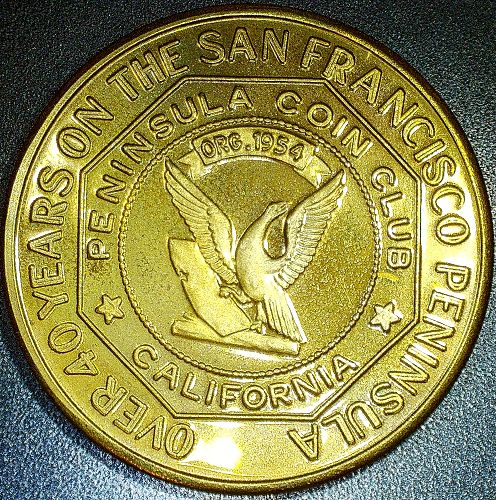 OVER 40 YEARS ON THE SAN FRANCISCO PENINSULA
PENINSULA COIN CLUB
ORG. 1954
CALIFORNIA